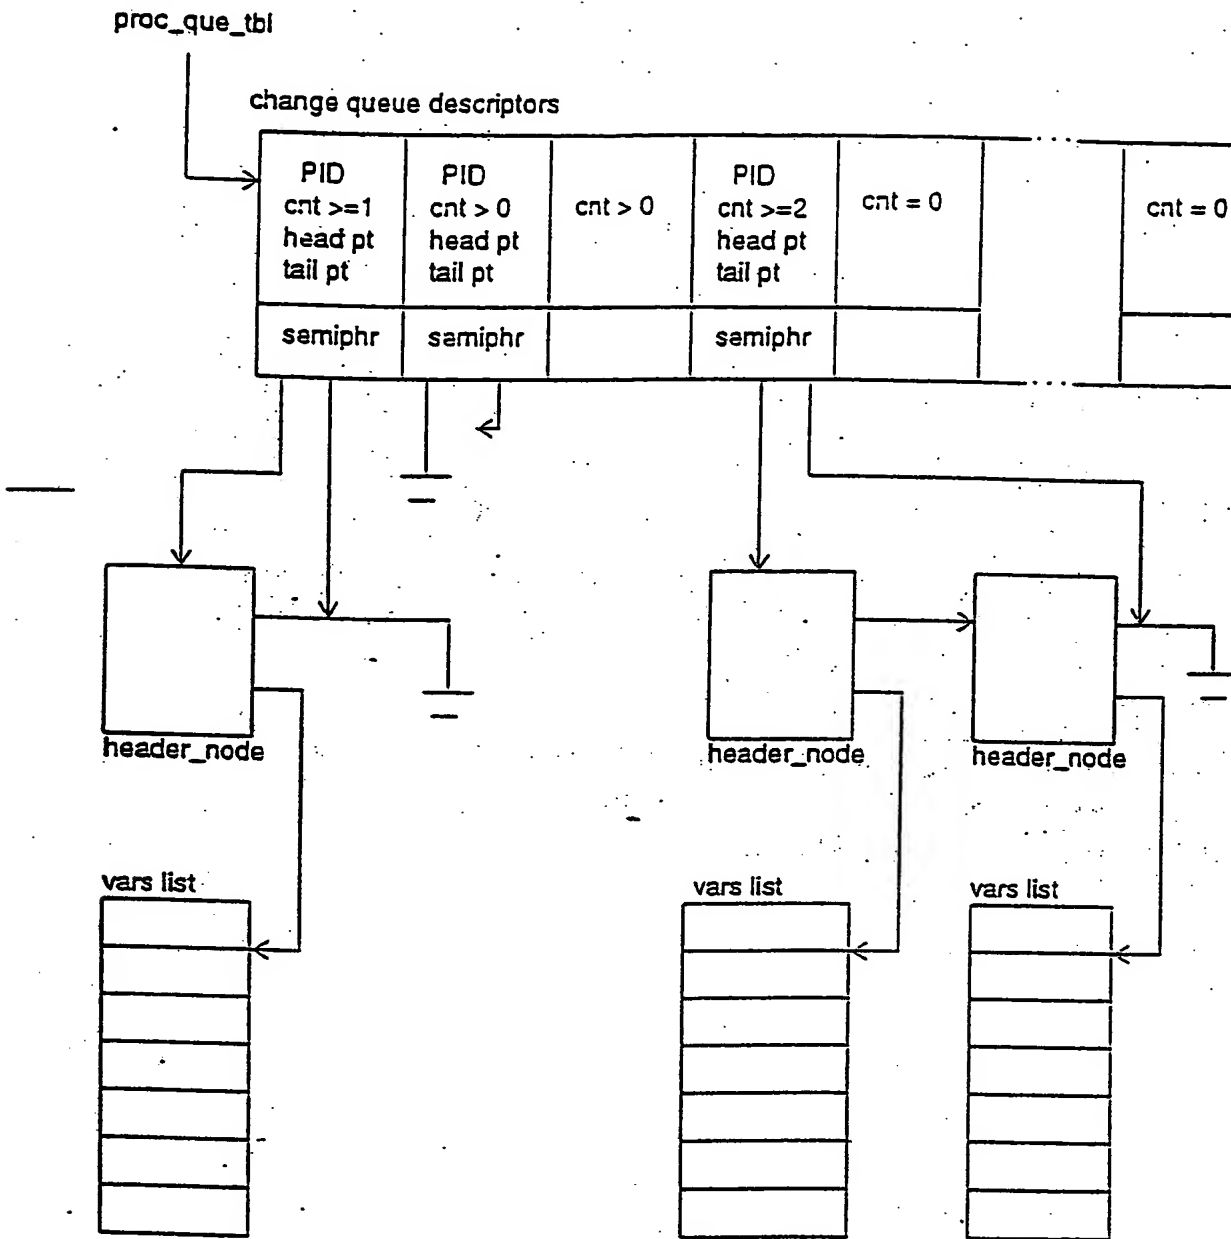 proc_que_tbl
change queue descriptors
PID
cnt >=1
head pt
tail pt
semiphr
PID
cnt > 0
head pt
tail pt
semiphr
cnt > 0
PID
cnt >=2
head pt
tail pt
semiphr
cnt = 0
...
...
cnt = 0
header_node
header_node
header_node
vars list
vars list
vars list